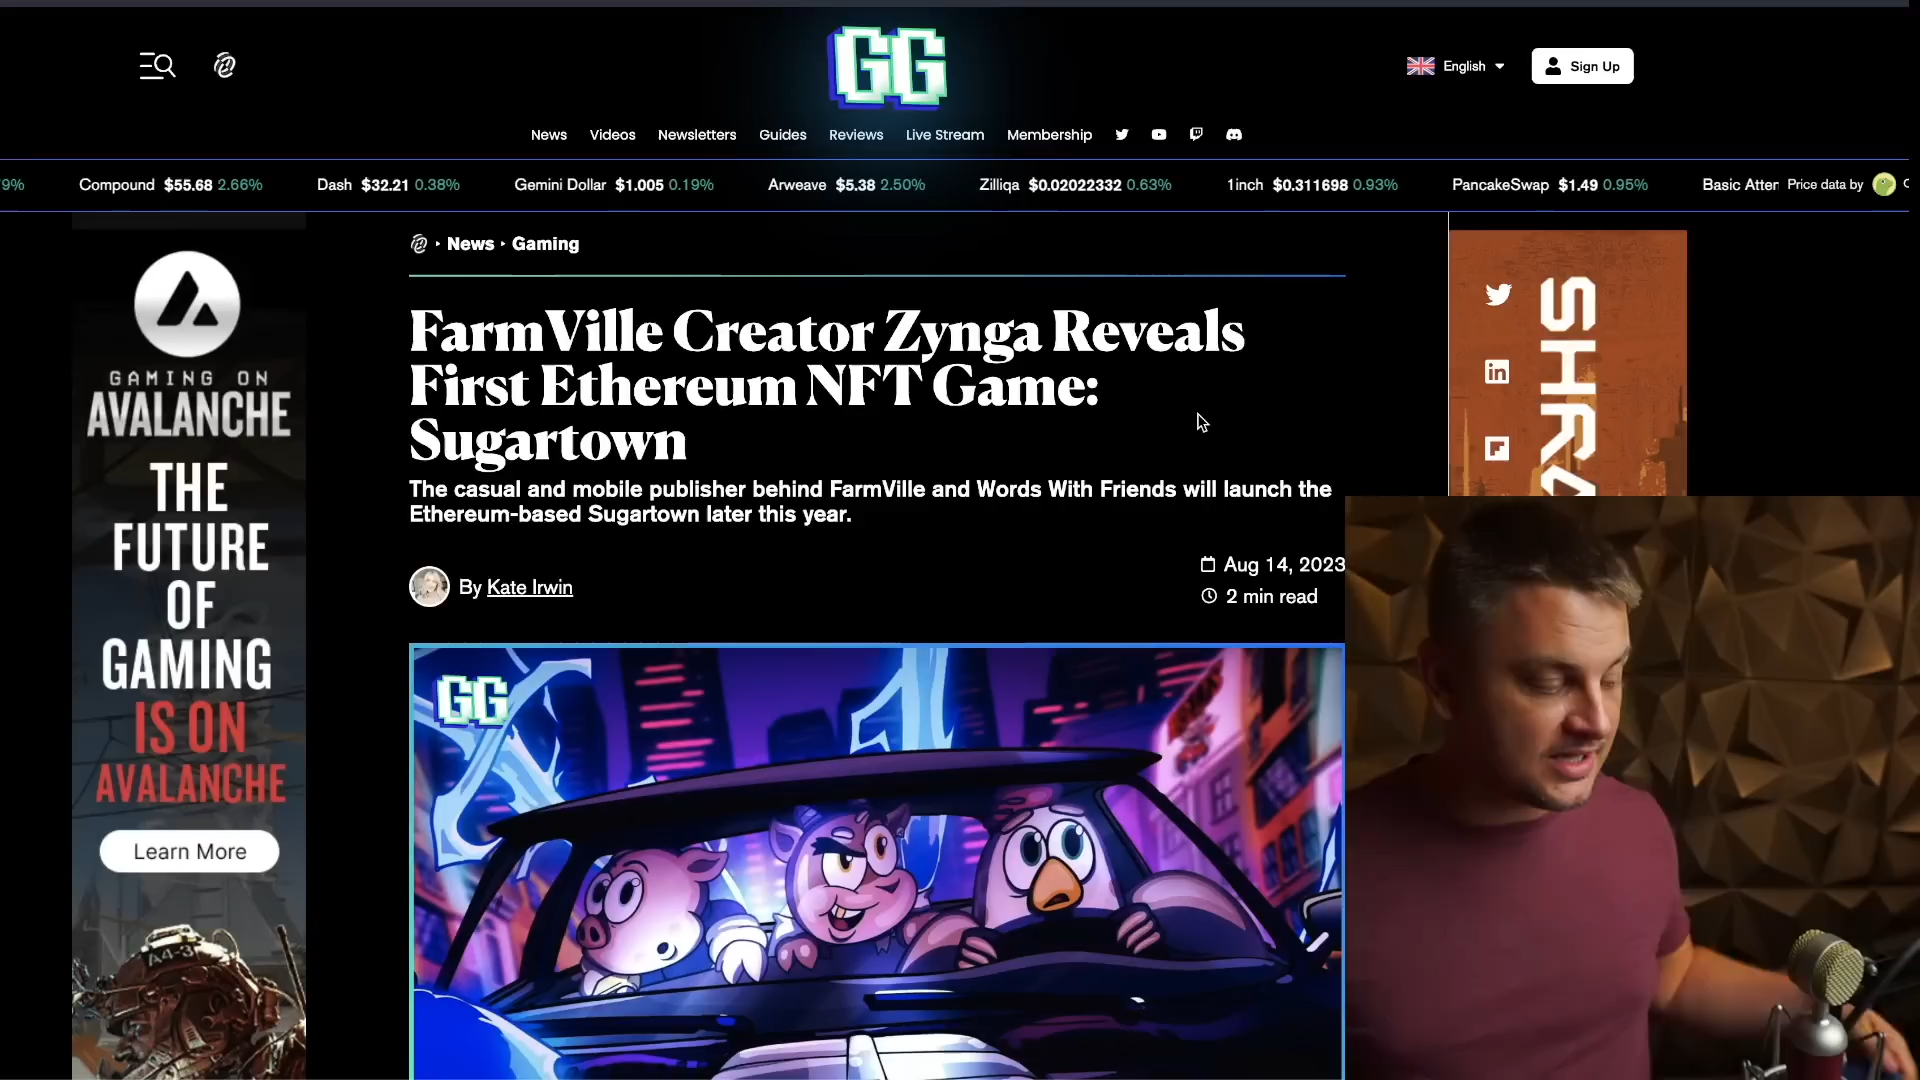 GG
English
Sign Up
News Videos Newsletters Guides Reviews Live Stream Membership
9% Compound $55.68 2.66% Dash $32.21 0.38% Gemini Dollar $1.005 0.19% Arweave $5.38 2.50% Zilliqa $0.02022332 0.63% 1inch $0.311698 0.93% PancakeSwap $1.49 0.95% Basic Atten Price data by
News Gaming
FarmVille Creator Zynga Reveals
First Ethereum NFT Game:
Sugartown
The casual and mobile publisher behind FarmVille and Words With Friends will launch the
Ethereum-based Sugartown later this year.
By Kate Irwin
Aug 14, 2023
2 min read
GG
GAMING ON
AVALANCHE
THE
FUTURE
OF
GAMING
IS ON
AVALANCHE
Learn More
A4-3
SHRA